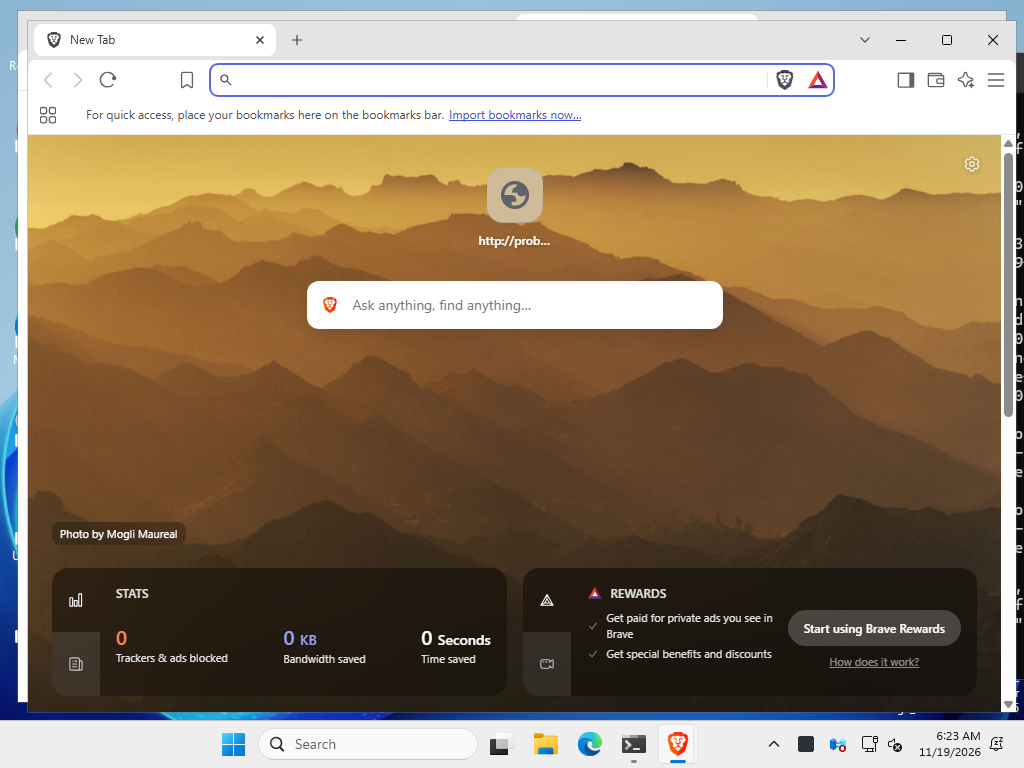 New Tab
For quick access, place your bookmarks here on the bookmarks bar. Import bookmarks now...
http://prob...
Ask anything, find anything...
Photo by Mogli Maureal
STATS
0
Trackers & ads blocked
0 KB
Bandwidth saved
0 Seconds
Time saved
REWARDS
Get paid for private ads you see in
Brave
Get special benefits and discounts
Start using Brave Rewards
How does it work?
Search
6:23 AM
11/19/2026